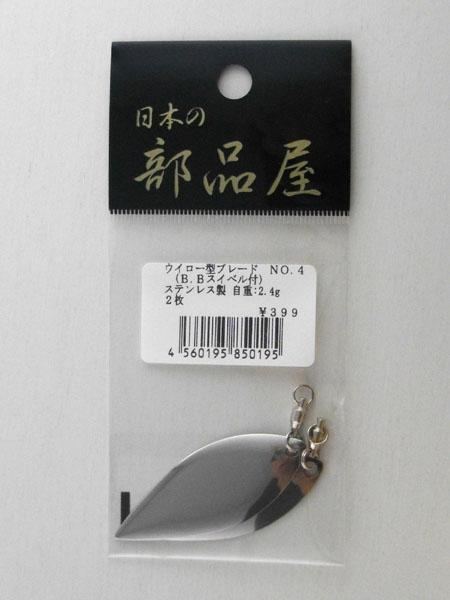 日本の
部品屋
ウイロー型ブレード NO.4
(B.Bスイベル付)
ステンレス製 自重:2.4g
2枚
¥399
4 560195 850195